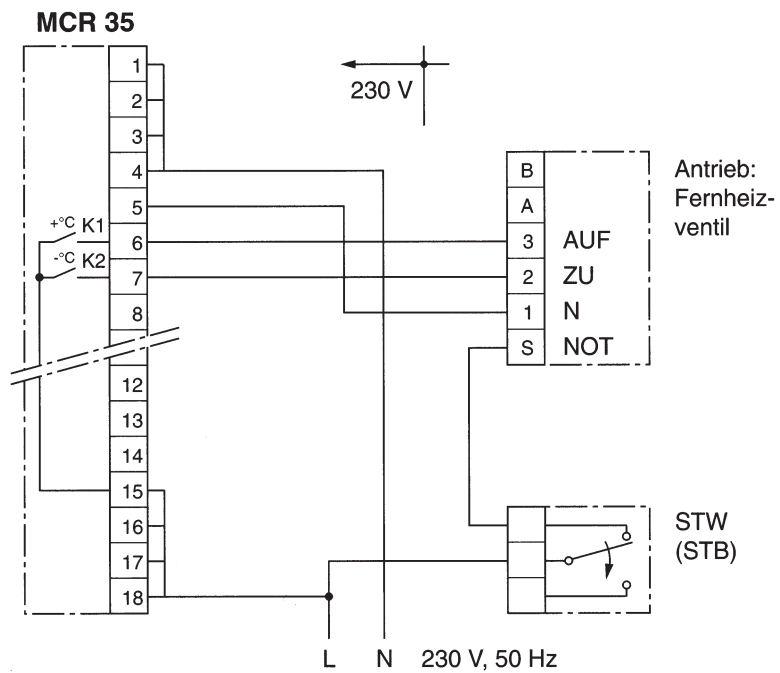 MCR 35
1
2
3
4
5
+°C K1
6
-°C K2
7
8
12
13
14
15
16
17
18
230 V
B
A
3 AUF
2 ZU
1 N
S NOT
Antrieb:
Fernheiz-
ventil
STW
(STB)
L N 230 V, 50 Hz